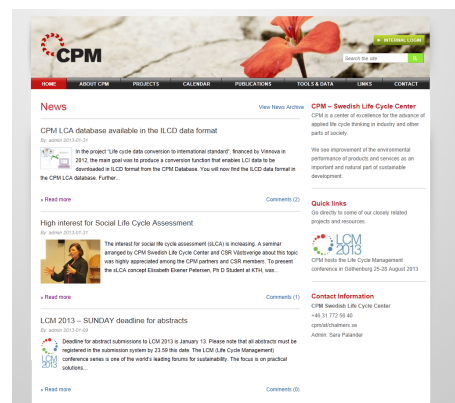 CPM
INTERNAL LOGIN
Search the site
HOME ABOUT CPM PROJECTS CALENDAR PUBLICATIONS TOOLS & DATA LINKS CONTACT
News
View News Archive
CPM LCA database available in the ILCD data format
By: admin 2013-01-31
In the project "Life cycle data conversion to international standard", financed by Vinnova in
2012, the main goal was to produce a conversion function that enables LCI data to be
downloaded in ILCD format from the CPM Database. You will now find the ILCD data format in
the CPM LCA database. Further...
» Read more
Comments (2)
High interest for Social Life Cycle Assessment
By: admin 2013-01-31
The interest for social life cycle assessment (sLCA) is increasing. A seminar
arranged by CPM Swedish Life Cycle Center and CSR Västsverige about this topic
was highly appreciated among the CPM partners and CSR members. To present
the sLCA concept Elisabeth Ekener Petersen, Ph D Student at KTH, was...
» Read more
Comments (1)
LCM 2013 – SUNDAY deadline for abstracts
By: admin 2013-01-09
LCM
2013
Deadline for abstract submissions to LCM 2013 is January 13. Please note that all abstracts must be
registered in the submission system by 23.59 this date. The LCM (Life Cycle Management)
conference series is one of the world's leading forums for sustainability. The focus is on practical
solutions...
» Read more
Comments (0)
CPM – Swedish Life Cycle Center
CPM is a center of excellence for the advance of
applied life cycle thinking in industry and other
parts of society.
We see improvement of the environmental
performance of products and services as an
important and natural part of sustainable
development.
Quick links
Go directly to some of our closely related
projects and resources.
LCM
2013
CPM hosts the Life Cycle Management
conference in Gothenburg 25-28 August 2013
Contact Information
CPM Swedish Life Cycle Center
+46 31 772 56 40
cpm(at)chalmers.se
Admin: Sara Palander